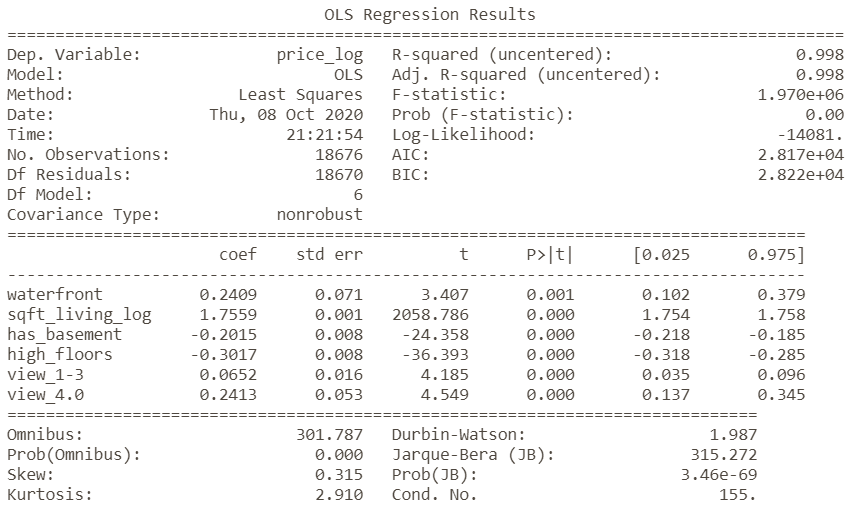 OLS Regression Results
==============================================================================
Dep. Variable: price_log R-squared (uncentered): 0.998
Model: OLS Adj. R-squared (uncentered): 0.998
Method: Least Squares F-statistic: 1.970e+06
Date: Thu, 08 Oct 2020 Prob (F-statistic): 0.00
Time: 21:21:54 Log-Likelihood: -14081.
No. Observations: 18676 AIC: 2.817e+04
Df Residuals: 18670 BIC: 2.822e+04
Df Model: 6
Covariance Type: nonrobust
==============================================================================
coef std err t P>|t| [0.025 0.975]
------------------------------------------------------------------------------
waterfront 0.2409 0.071 3.407 0.001 0.102 0.379
sqft_living_log 1.7559 0.001 2058.786 0.000 1.754 1.758
has_basement -0.2015 0.008 -24.358 0.000 -0.218 -0.185
high_floors -0.3017 0.008 -36.393 0.000 -0.318 -0.285
view_1-3 0.0652 0.016 4.185 0.000 0.035 0.096
view_4.0 0.2413 0.053 4.549 0.000 0.137 0.345
==============================================================================
Omnibus: 301.787 Durbin-Watson: 1.987
Prob(Omnibus): 0.000 Jarque-Bera (JB): 315.272
Skew: 0.315 Prob(JB): 3.46e-69
Kurtosis: 2.910 Cond. No. 155.